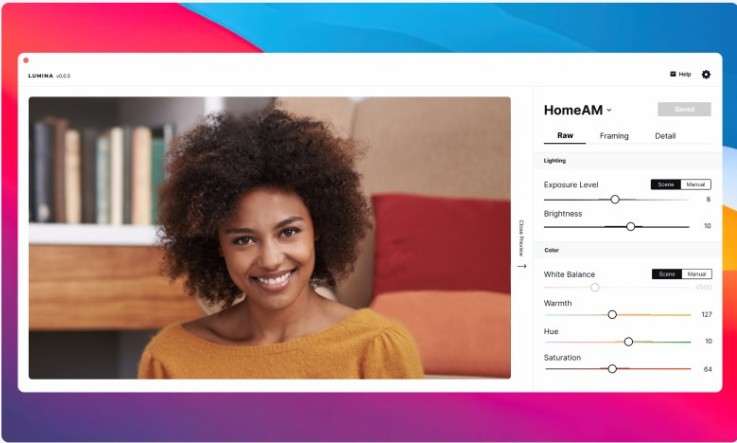 LUMINA v0.0.5
Help
HomeAM
Saved
Raw Framing Detail
Lighting
Exposure Level Scene Manual
8
Brightness
10
Color
White Balance Scene Manual
4500
Warmth
127
Hue
10
Saturation
64
Close Preview